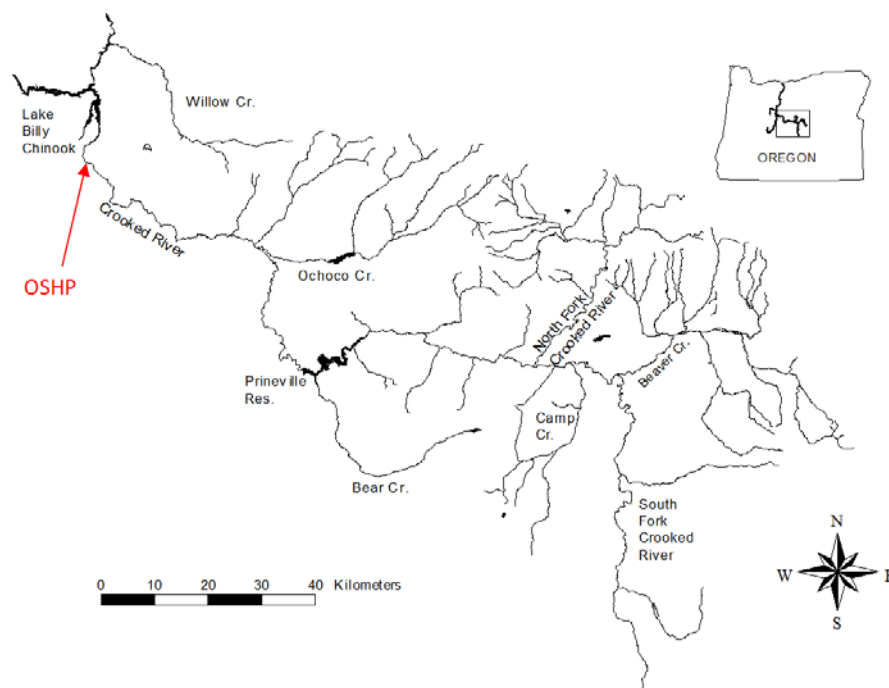 Willow Cr.
Lake
Billy
Chinook
OREGON
Crooked River
OSHP
Ochoco Cr.
North Fork
Crooked River
Beaver Cr.
Prineville
Res.
Camp
Cr.
Bear Cr.
South
Fork
Crooked
River
N
W
E
S
0 10 20 30 40 Kilometers